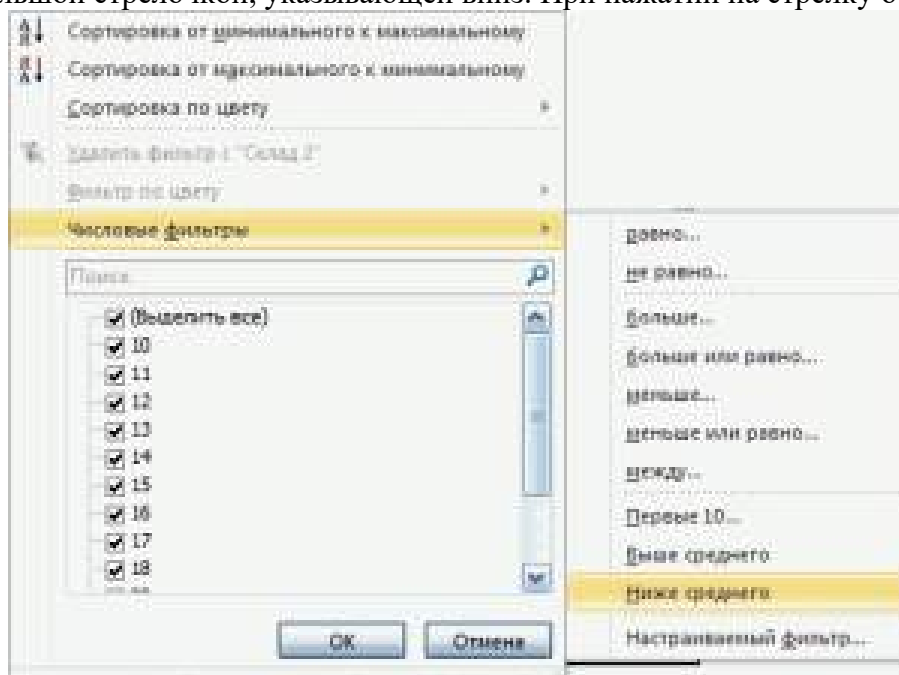 стрелочкой, указывающей вниз. При нажатии на стрелку
Сортировка от минимального к максимальному
Сортировка от максимального к минимальному
Сортировка по цвету
Удалить фильтр с "Склад 2"
Фильтр по цвету
Числовые фильтры
Поиск
(Выделить все)
10
11
12
13
14
15
16
17
18
ОК
Отмена
равно...
не равно...
больше...
больше или равно...
меньше...
меньше или равно...
между...
Первые 10...
Выше среднего
Ниже среднего
Настраиваемый фильтр...